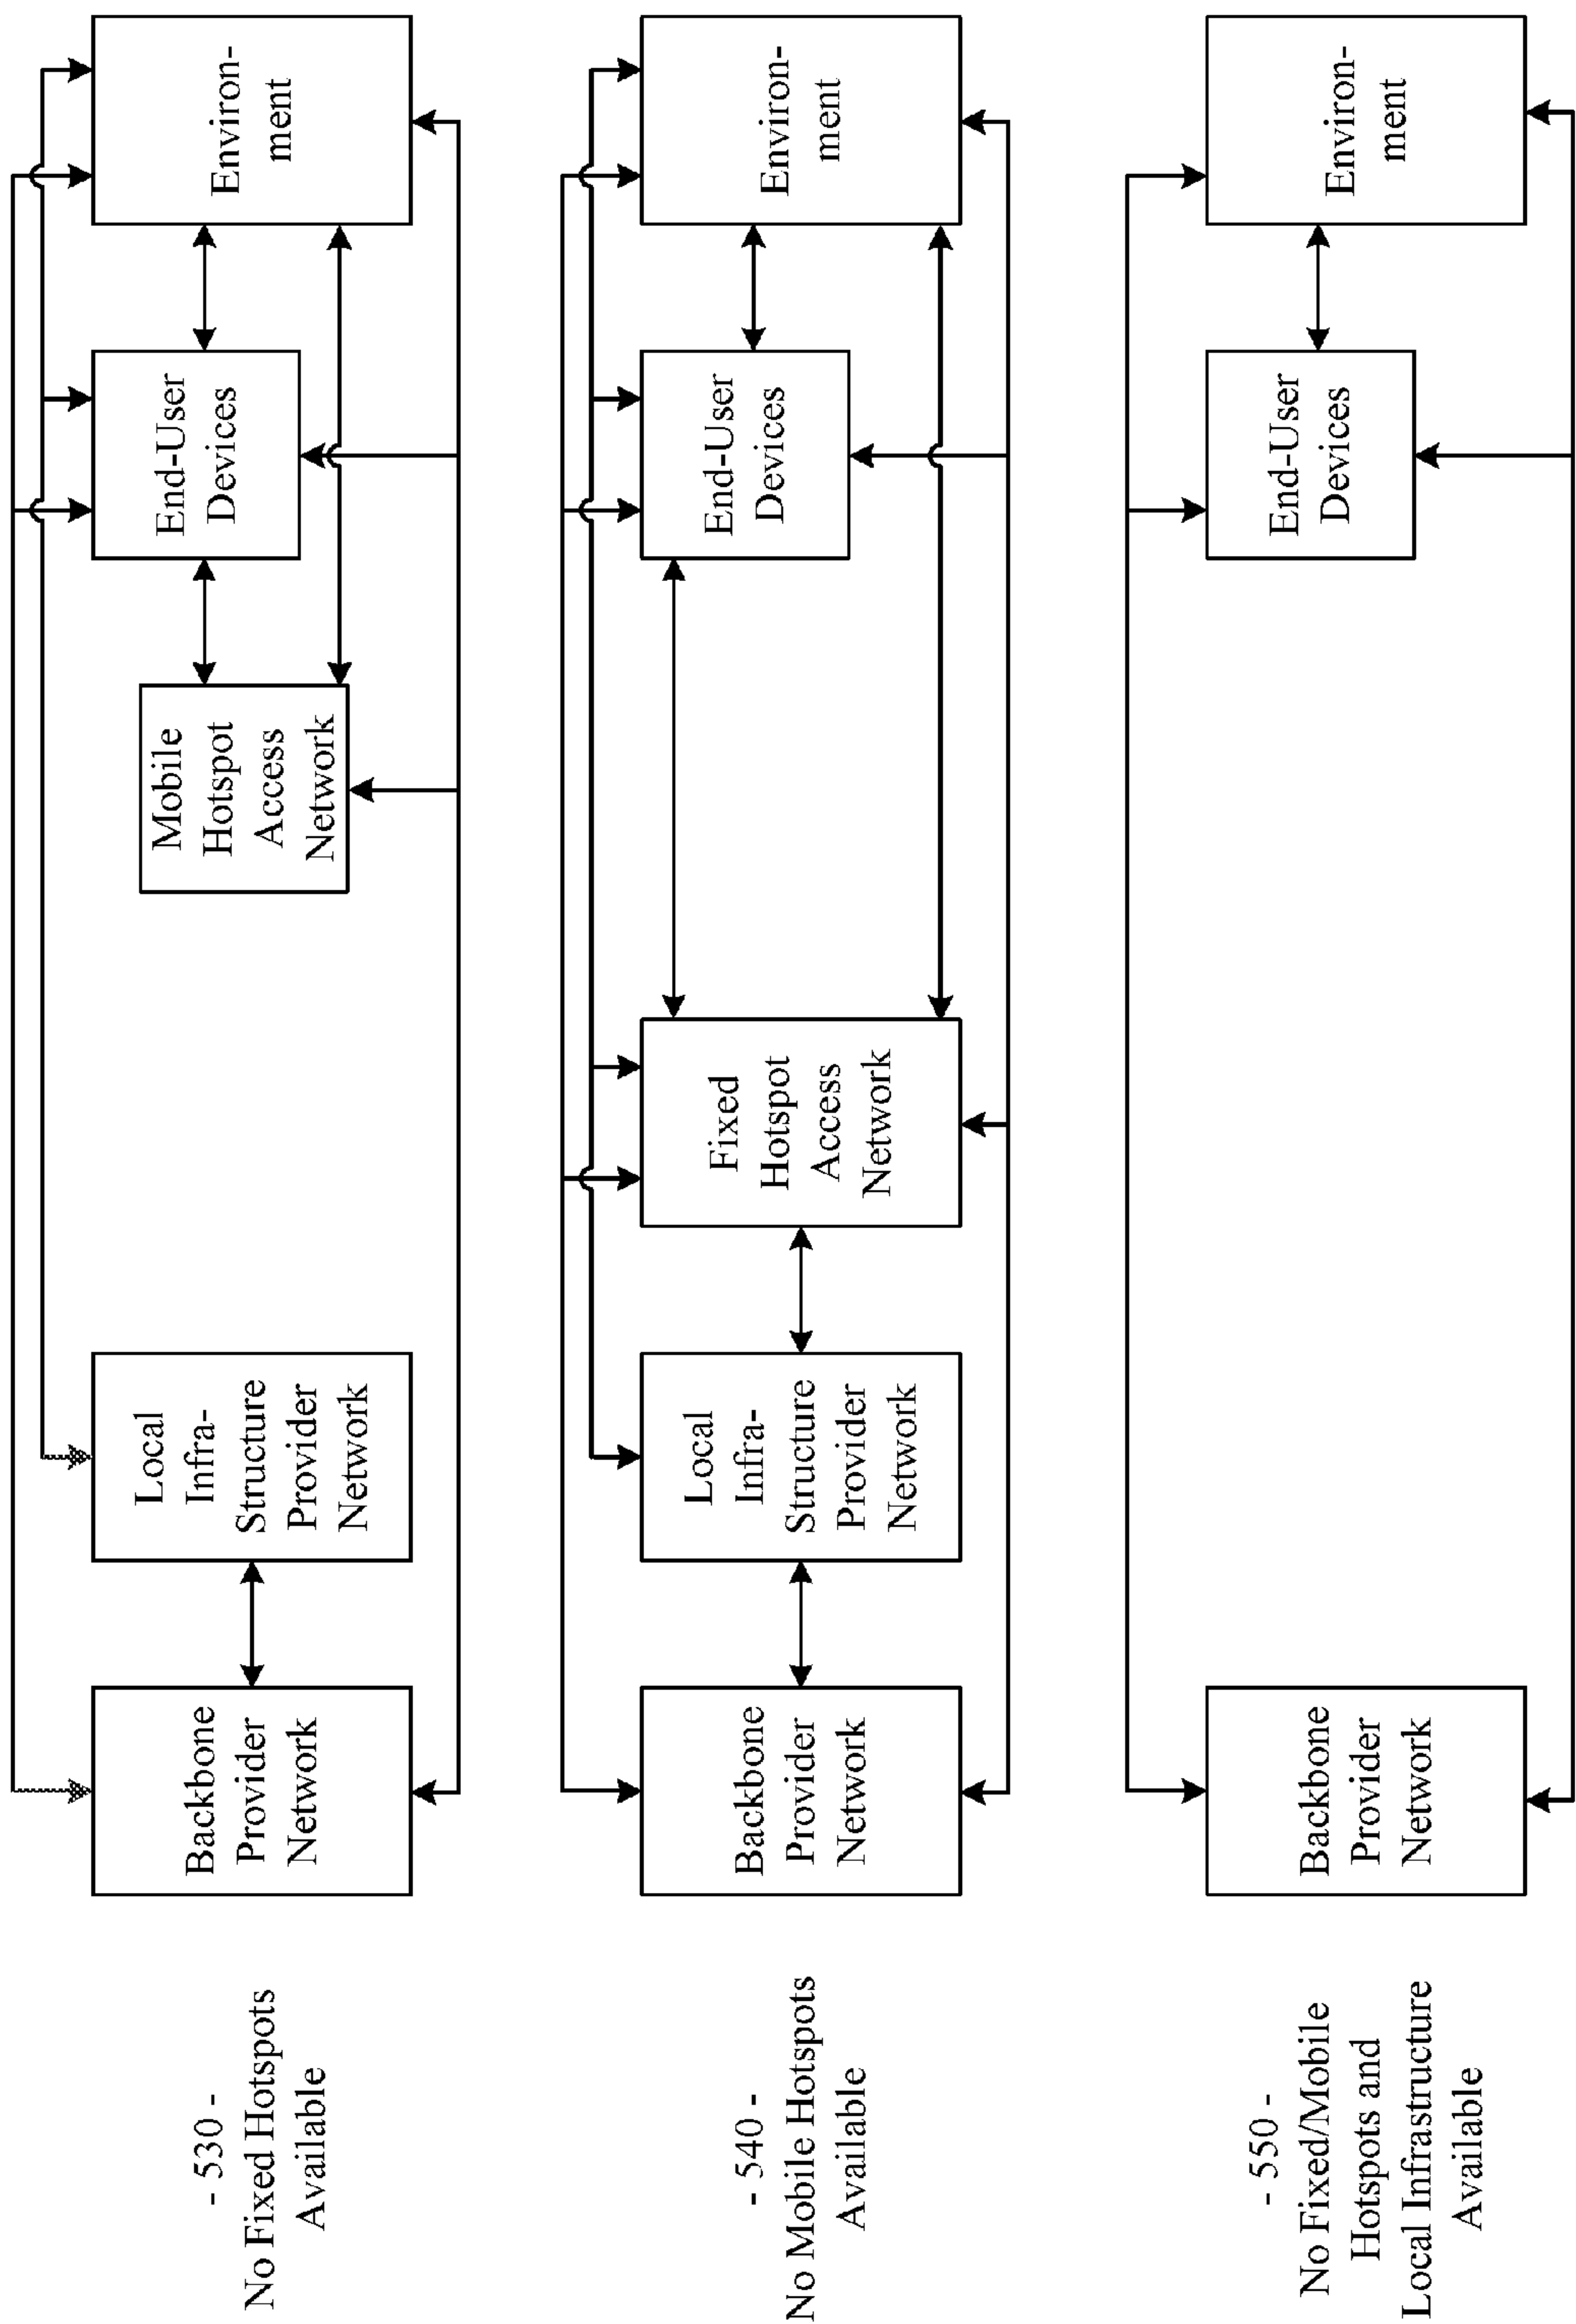 - 530 -
No Fixed Hotspots
Available
Backbone
Provider
Network
Local
Infra-
Structure
Provider
Network
Mobile
Hotspot
Access
Network
End-User
Devices
Environ-
ment
- 540 -
No Mobile Hotspots
Available
Backbone
Provider
Network
Local
Infra-
Structure
Provider
Network
Fixed
Hotspot
Access
Network
End-User
Devices
Environ-
ment
- 550 -
No Fixed/Mobile
Hotspots and
Local Infrastructure
Available
Backbone
Provider
Network
End-User
Devices
Environ-
ment